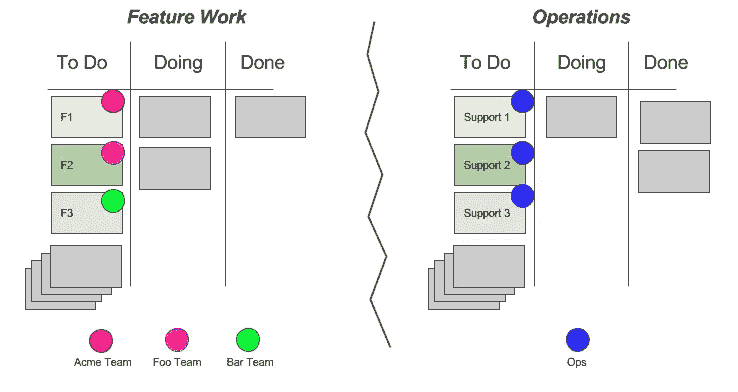 Feature Work
Operations
To Do
Doing
Done
To Do
Doing
Done
F1
F2
F3
Support 1
Support 2
Support 3
Acme Team
Foo Team
Bar Team
Ops